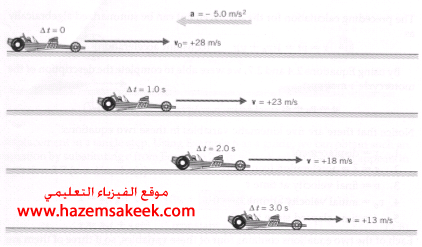 a = − 5.0 m/s²
Δt = 0
v₀= +28 m/s
Δt = 1.0 s
v = +23 m/s
Δt = 2.0 s
v = +18 m/s
موقع الفيزياء التعليمي
www.hazemsakeek.com
Δt = 3.0 s
v = +13 m/s